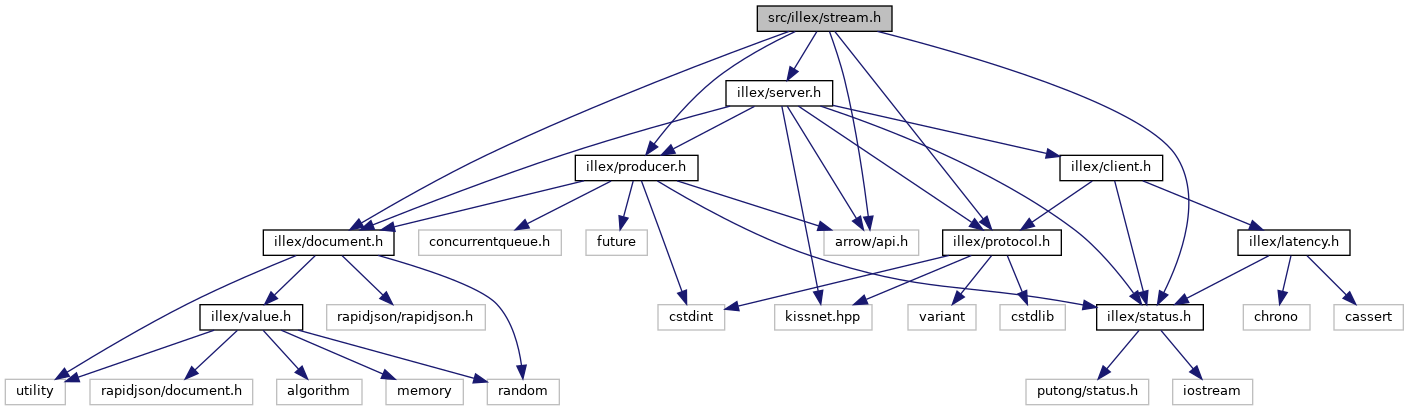 src/illex/stream.h
illex/server.h
illex/producer.h
illex/client.h
illex/document.h
concurrentqueue.h
future
arrow/api.h
illex/protocol.h
illex/latency.h
illex/value.h
rapidjson/rapidjson.h
cstdint
kissnet.hpp
variant
cstdlib
illex/status.h
chrono
cassert
utility
rapidjson/document.h
algorithm
memory
random
putong/status.h
iostream